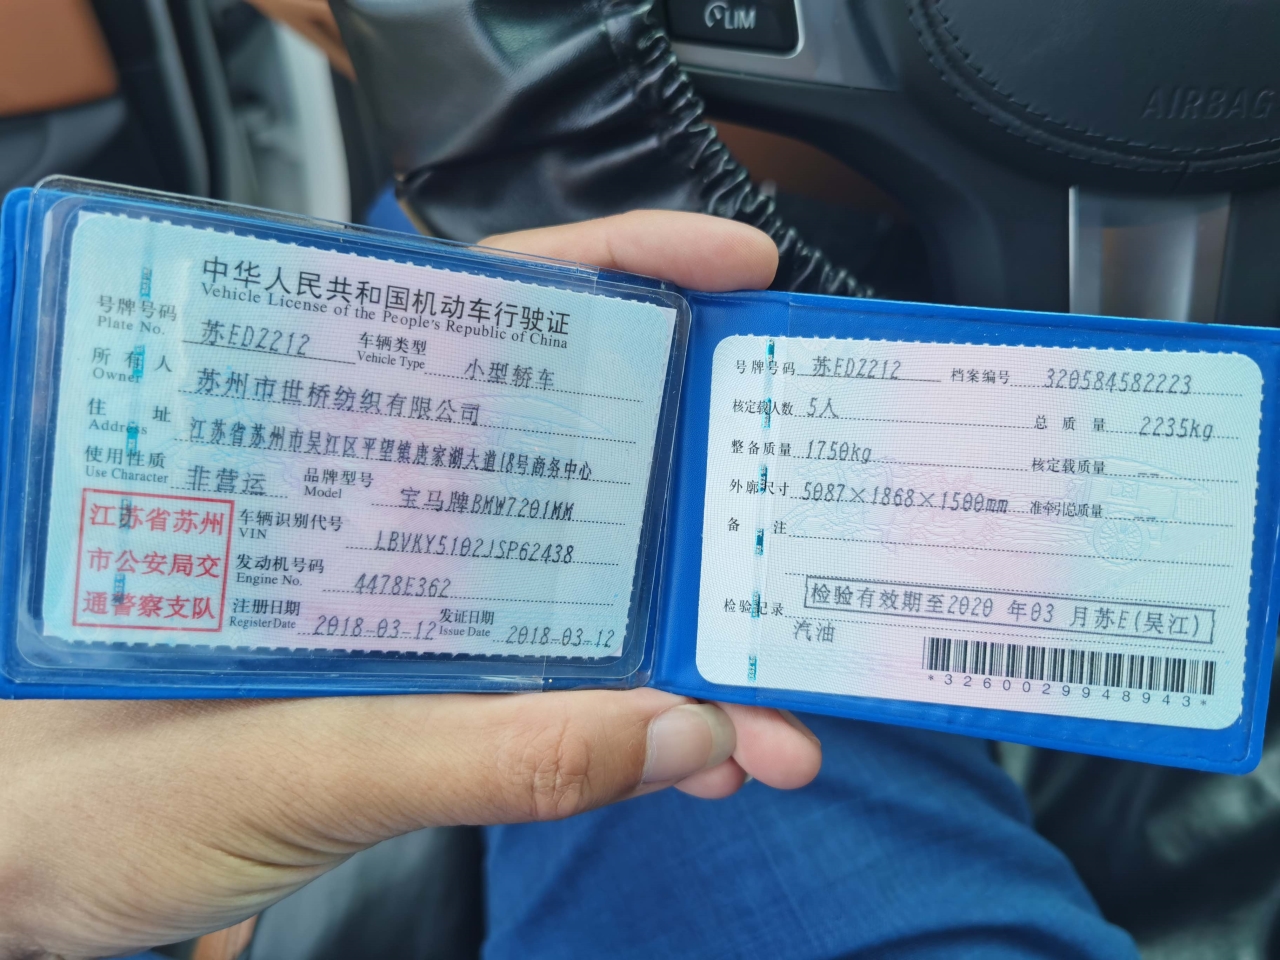 LIM
AIRBAG
中华人民共和国机动车行驶证
Vehicle License of the People's Republic of China
号牌号码 苏EDZ212 车辆类型 小型轿车
Plate No. Vehicle Type
所有人 苏州市世桥纺织有限公司
Owner
住址 江苏省苏州市吴江区平望镇唐家湖大道18号商务中心
Address
使用性质 非营运 品牌型号 宝马牌BMW7201MM
Use Character Model
江苏省苏州
市公安局交
通警察支队
车辆识别代号 LBVKY5102JSP62438
VIN
发动机号码 4478E362
Engine No.
注册日期 2018-03-12 发证日期 2018-03-12
Register Date Issue Date
号牌号码 苏EDZ212 档案编号 320584582223
核定载人数 5人 总质量 2235kg
整备质量 1750kg 核定载质量 --
外廓尺寸 5087×1868×1500mm 准牵引总质量 --
备注
检验记录 检验有效期至2020 年03 月苏E(吴江)
汽油
*3260029948943*